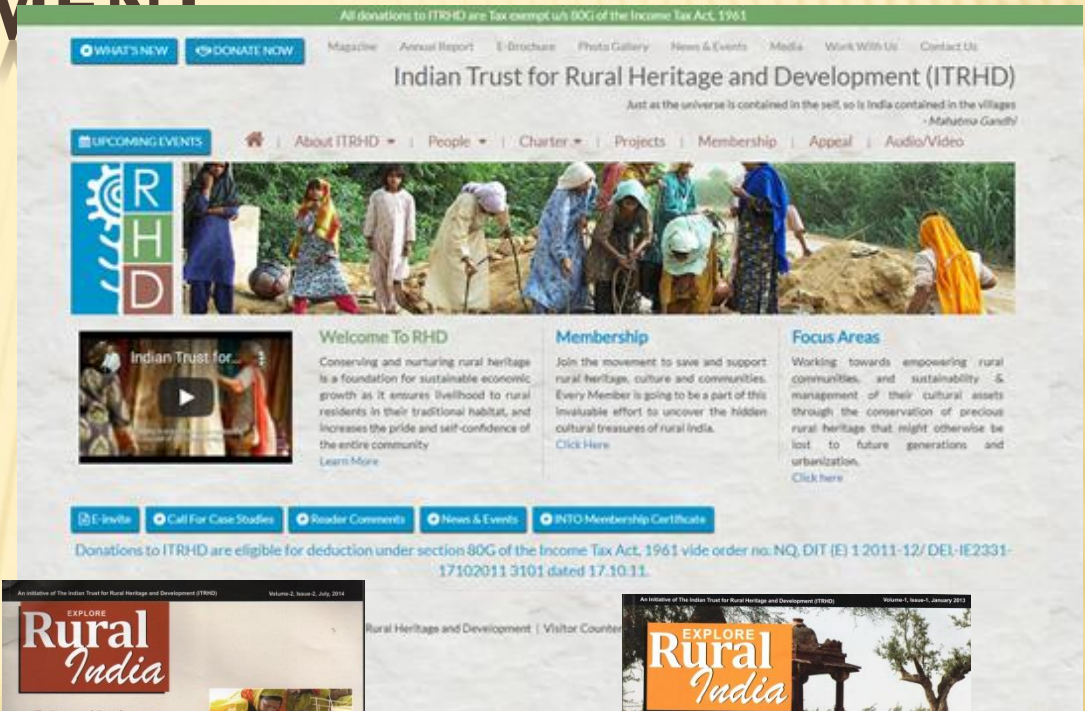 MENT
All donations to ITRHD are Tax exempt u/s 80G of the Income Tax Act, 1961
WHAT'S NEW
DONATE NOW
Magazine Annual Report E-Brochure Photo Gallery News & Events Media Work With Us Contact Us
Indian Trust for Rural Heritage and Development (ITRHD)
Just as the universe is contained in the self, so is India contained in the villages
- Mahatma Gandhi
UPCOMING EVENTS
About ITRHD | People | Charter | Projects | Membership | Appeal | Audio/Video
R
H
D
Indian Trust for...
Welcome To RHD
Conserving and nurturing rural heritage
is a foundation for sustainable economic
growth as it ensures livelihood to rural
residents in their traditional habitat, and
increases the pride and self-confidence of
the entire community
Learn More
Membership
Join the movement to save and support
rural heritage, culture and communities.
Every Member is going to be a part of this
invaluable effort to uncover the hidden
cultural treasures of rural India.
Click Here
Focus Areas
Working towards empowering rural
communities, and sustainability &
management of their cultural assets
through the conservation of precious
rural heritage that might otherwise be
lost to future generations and
urbanization.
Click here
E-Invite
Call For Case Studies
Reader Comments
News & Events
INTO Membership Certificate
Donations to ITRHD are eligible for deduction under section 80G of the Income Tax Act, 1961 vide order no: NQ, DIT (E) 1 2011-12/ DEL-IE2331-
17102011 3101 dated 17.10.11.
Rural Heritage and Development | Visitor Counter
An initiative of The Indian Trust for Rural Heritage and Development (ITRHD) Volume-2, Issue-2, July, 2014
EXPLORE
Rural
India
An Initiative of The Indian Trust for Rural Heritage and Development (ITRHD) Volume-1, Issue-1, January 2013
EXPLORE
Rural
India